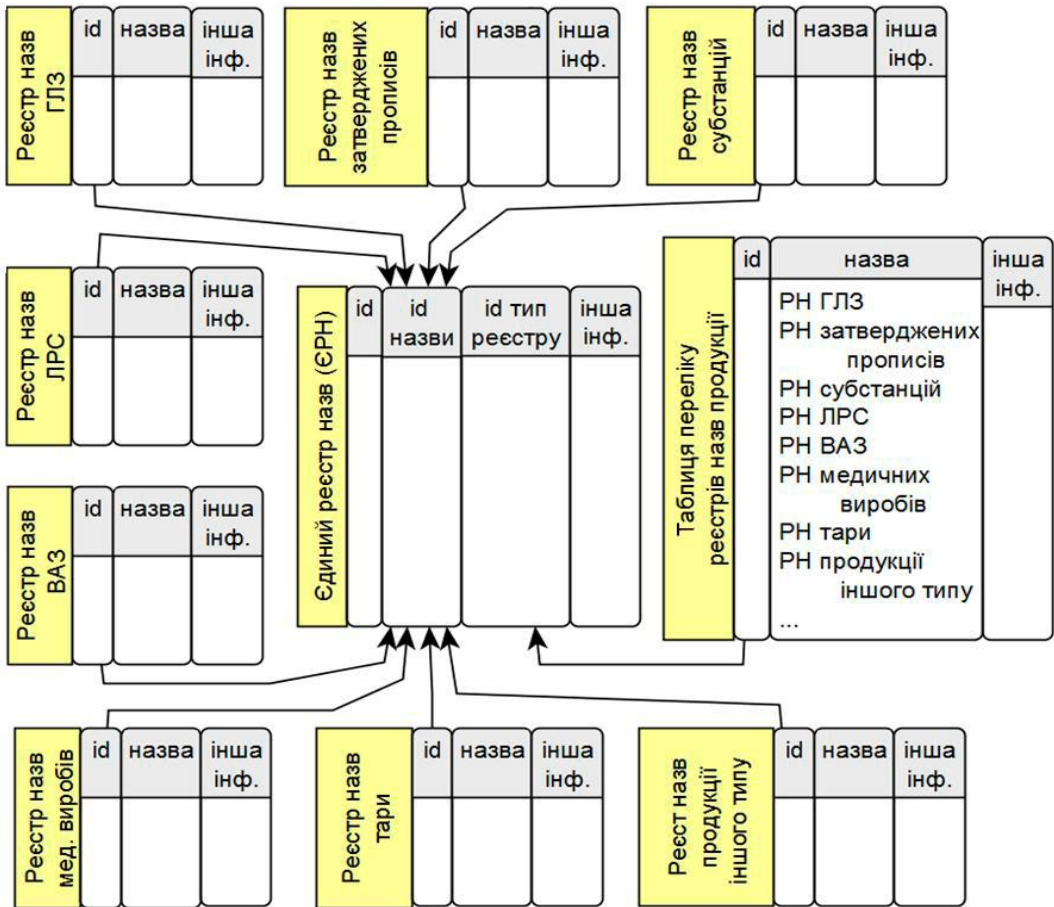 Реєстр назв
ГЛЗ
id
назва
інша
інф.
Реєстр назв
затверджених
прописів
id
назва
інша
інф.
Реєстр назв
субстанцій
id
назва
інша
інф.
Реєстр назв
ЛРС
id
назва
інша
інф.
Єдиний реєстр назв (ЄРН)
id
id
назви
id тип
реєстру
інша
інф.
Таблиця переліку
реєстрів назв продукції
id
назва
інша
інф.
РН ГЛЗ
РН затверджених
прописів
РН субстанцій
РН ЛРС
РН ВАЗ
РН медичних
виробів
РН тари
РН продукції
іншого типу
...
Реєстр назв
ВАЗ
id
назва
інша
інф.
Реєстр назв
мед. виробів
id
назва
інша
інф.
Реєстр назв
тари
id
назва
інша
інф.
Реєст назв
продукції
іншого типу
id
назва
інша
інф.